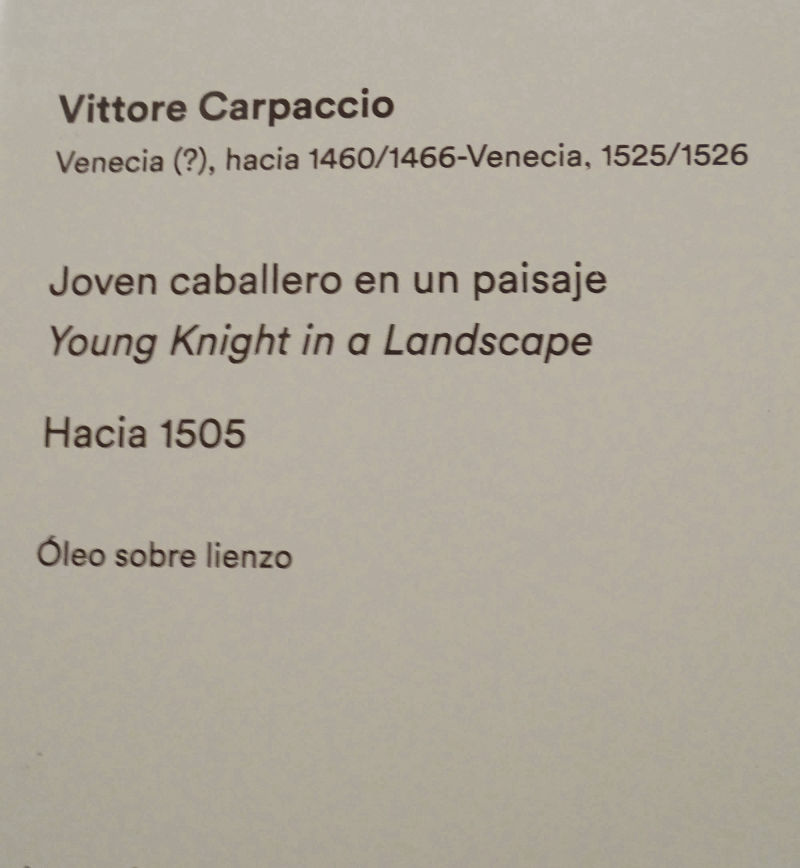 Vittore Carpaccio
Venecia (?), hacia 1460/1466-Venecia, 1525/1526
Joven caballero en un paisaje
Young Knight in a Landscape
Hacia 1505
Óleo sobre lienzo